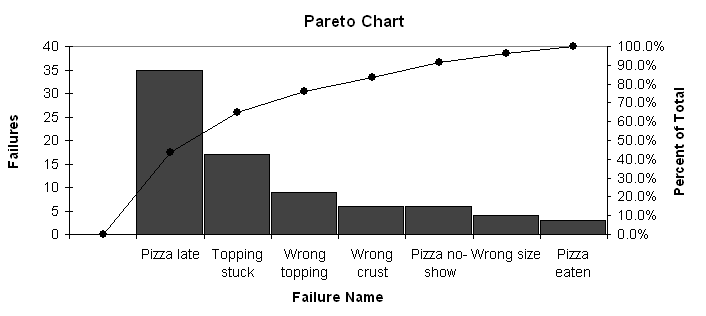 Pareto Chart
40
35
30
25
20
15
10
5
0
100.0%
90.0%
80.0%
70.0%
60.0%
50.0%
40.0%
30.0%
20.0%
10.0%
0.0%
Failures
Percent of Total
Pizza late
Topping
stuck
Wrong
topping
Wrong
crust
Pizza no-
show
Wrong size
Pizza
eaten
Failure Name